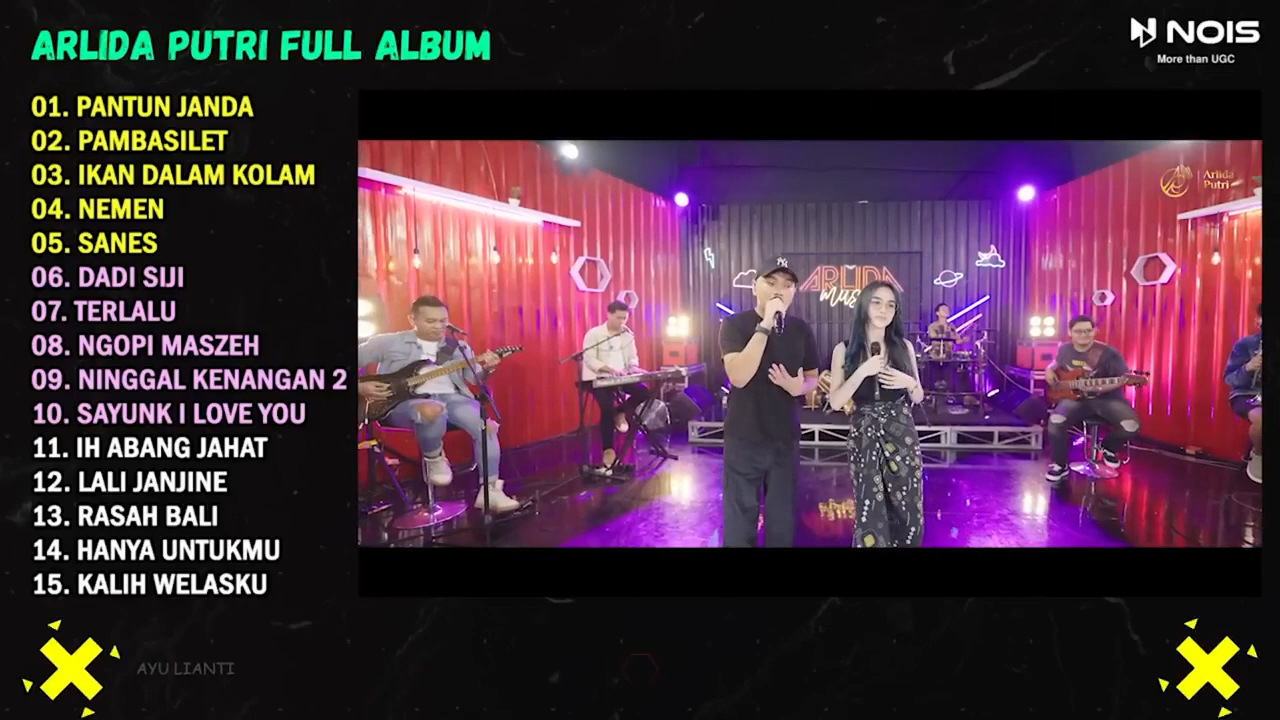 ARLIDA PUTRI FULL ALBUM
NOIS
More than UGC
01. PANTUN JANDA
02. PAMBASILET
03. IKAN DALAM KOLAM
04. NEMEN
05. SANES
06. DADI SIJI
07. TERLALU
08. NGOPI MASZEH
09. NINGGAL KENANGAN 2
10. SAYUNK I LOVE YOU
11. IH ABANG JAHAT
12. LALI JANJINE
13. RASAH BALI
14. HANYA UNTUKMU
15. KALIH WELASKU
Arlida
Putri
ARLIDA
AYU LIANTI